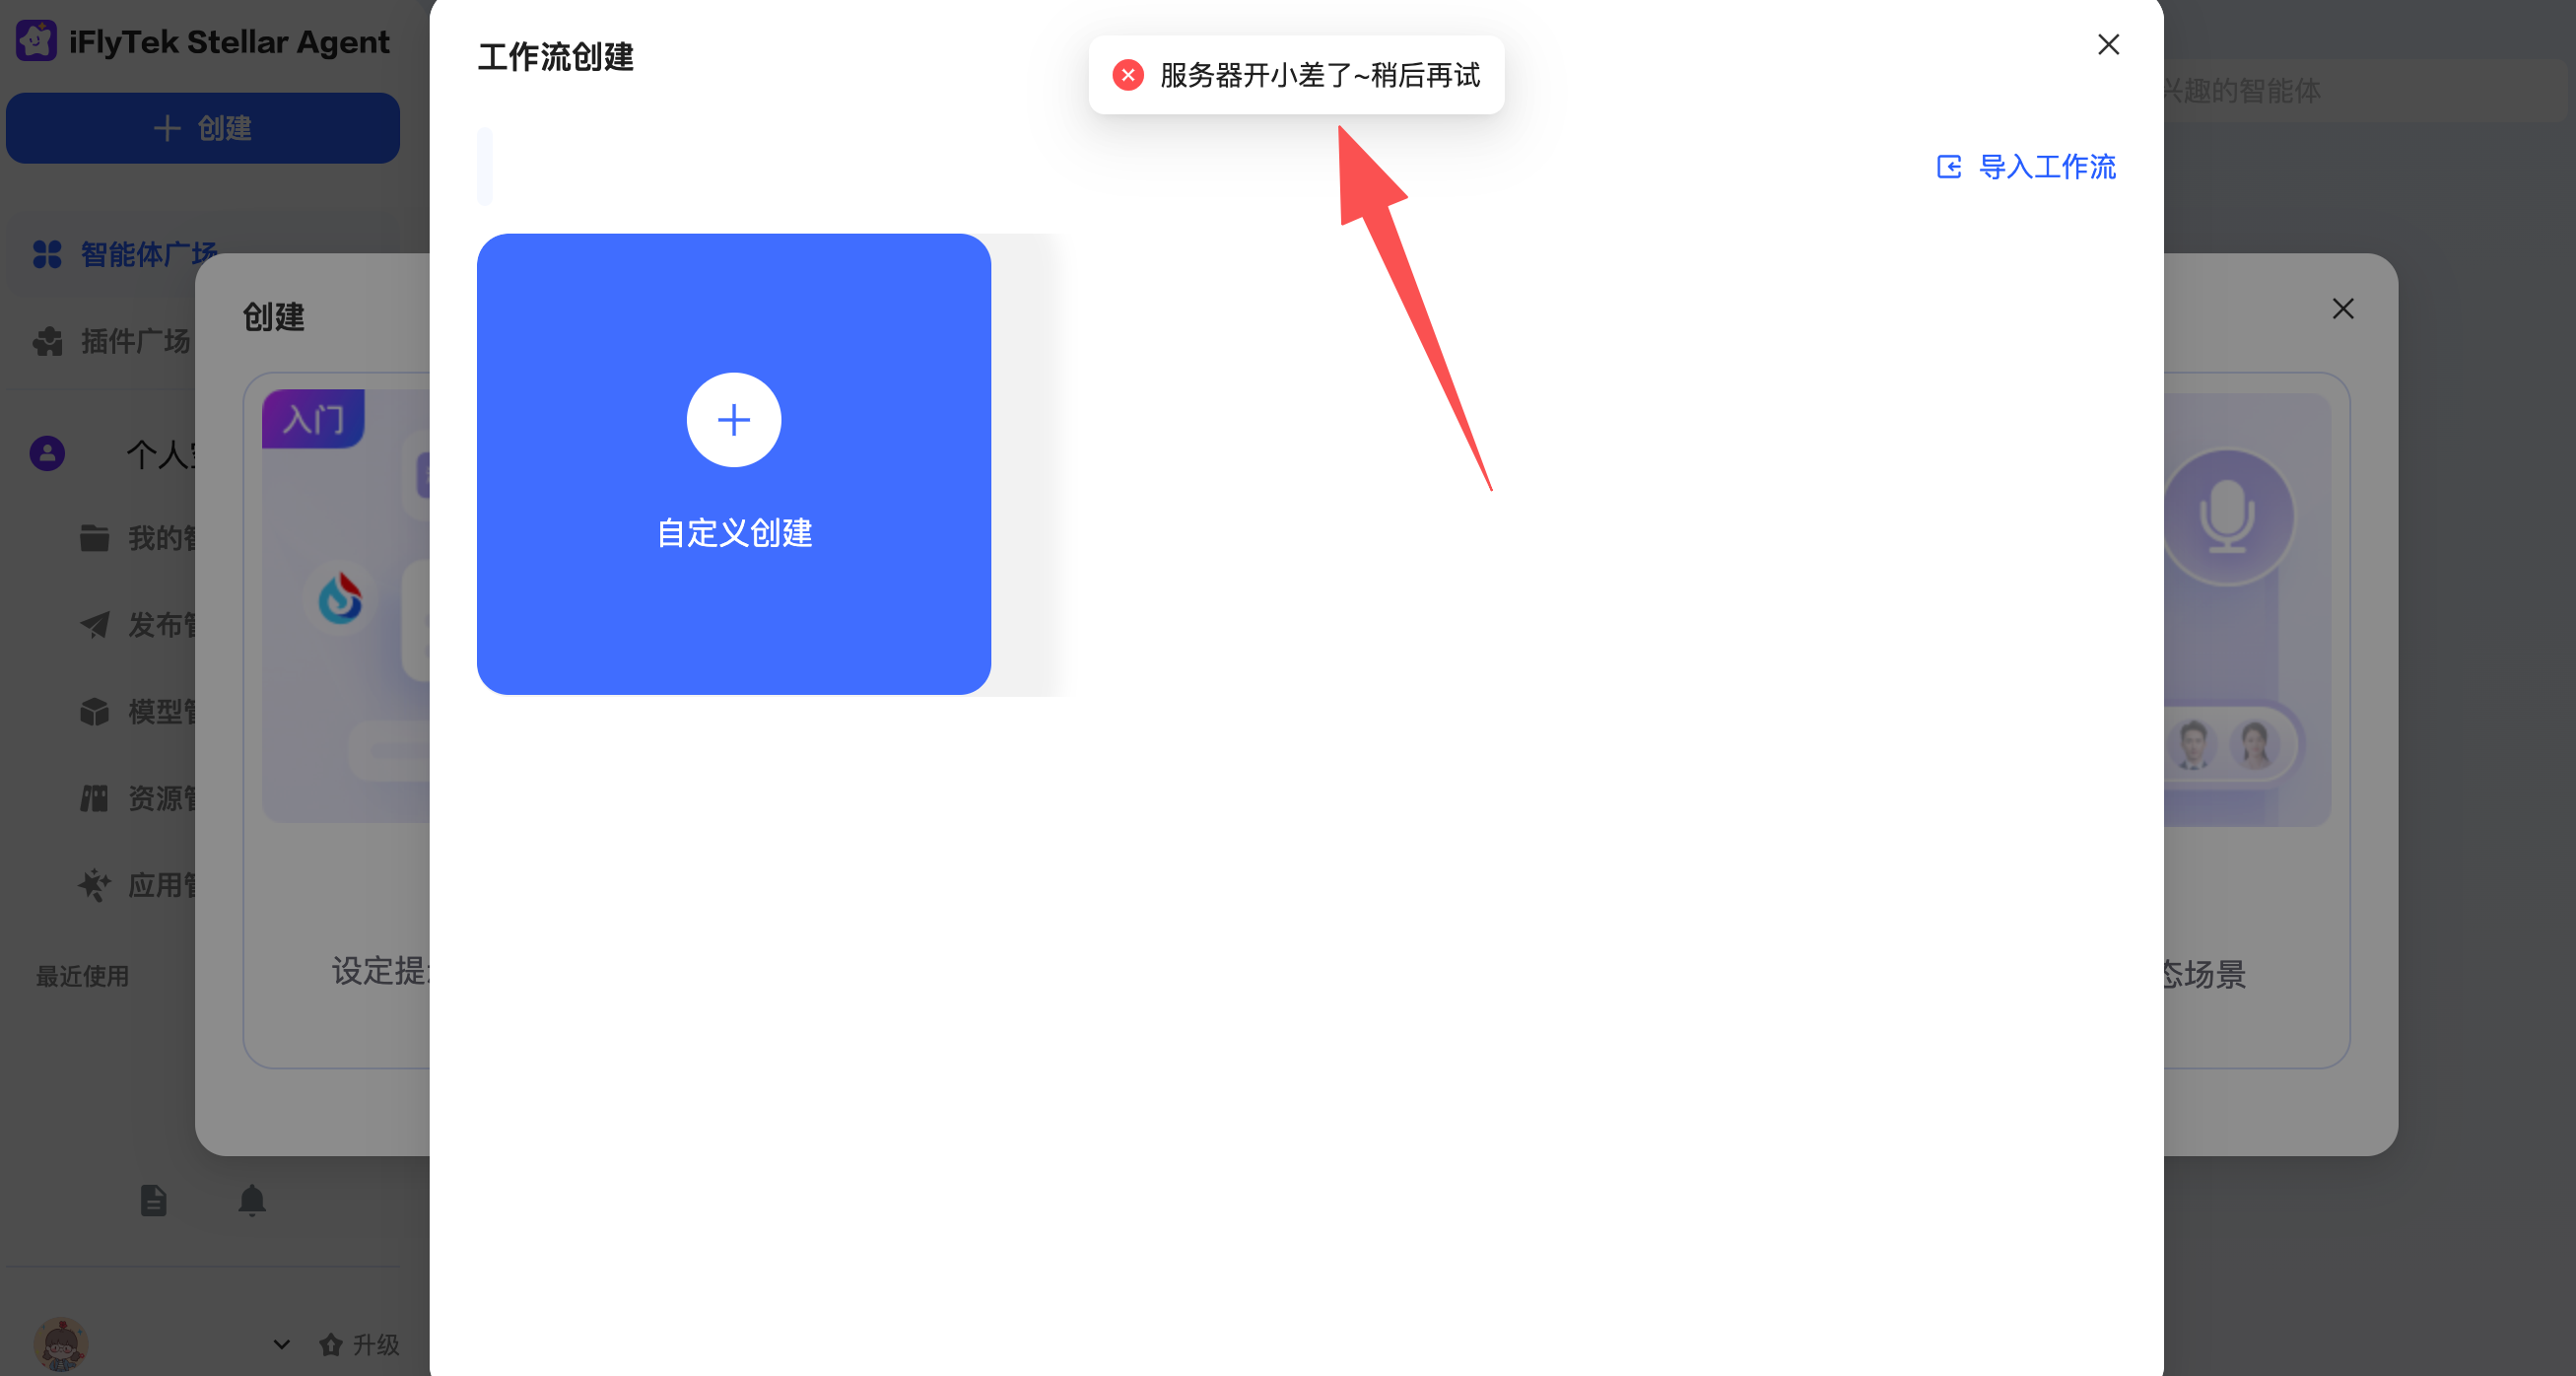 iFlyTek Stellar Agent
创建
智能体广场
插件广场
个人
我的
发布
模型
资源
应用
最近使用
升级
创建
入门
设定提
工作流创建
服务器开小差了~稍后再试
导入工作流
自定义创建
兴趣的智能体
态场景